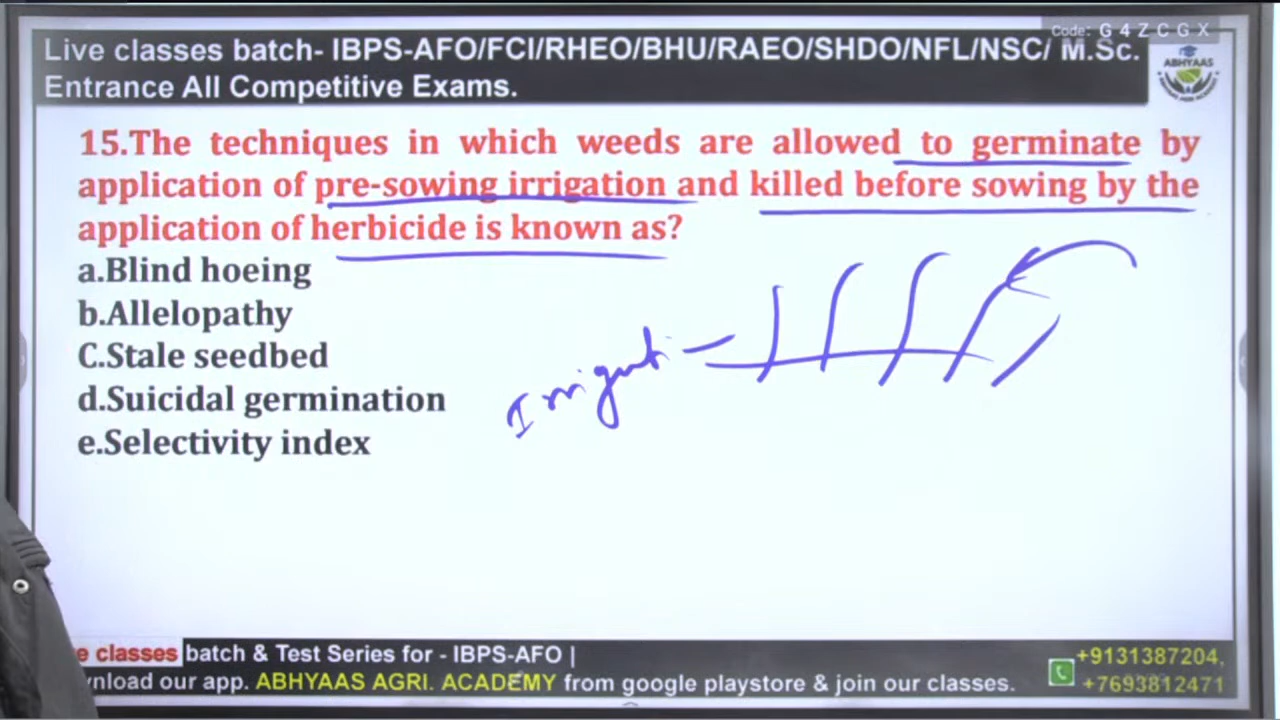 Code: G 4 Z C G X
Live classes batch- IBPS-AFO/FCI/RHEO/BHU/RAEO/SHDO/NFL/NSC/ M.Sc.
Entrance All Competitive Exams.
ABHYAAS
15.The techniques in which weeds are allowed to germinate by
application of pre-sowing irrigation and killed before sowing by the
application of herbicide is known as?
a.Blind hoeing
b.Allelopathy
C.Stale seedbed
d.Suicidal germination
e.Selectivity index
e classes batch & Test Series for - IBPS-AFO |
nload our app. ABHYAAS AGRI. ACADEMY from google playstore & join our classes.
+9131387204,
+7693812471